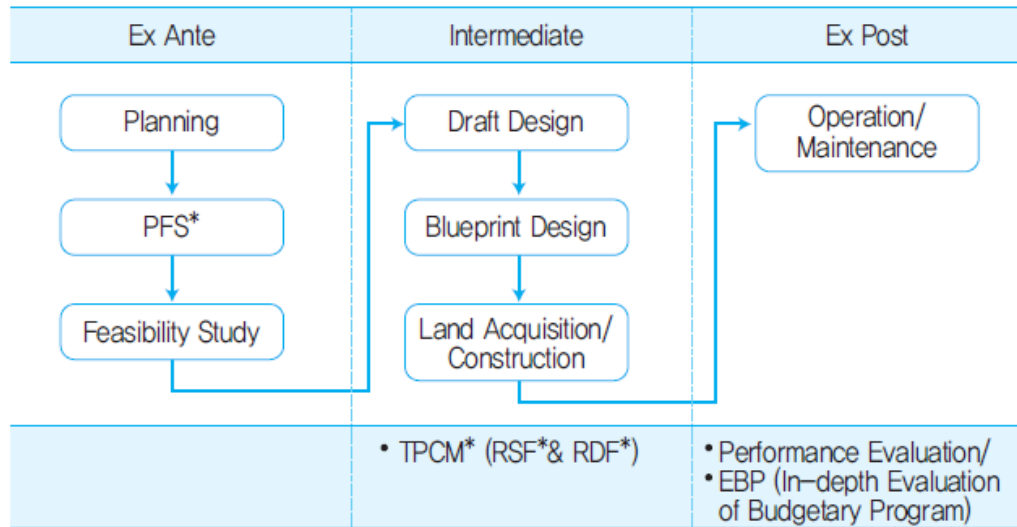 Ex Ante
Intermediate
Ex Post
Planning
PFS*
Feasibility Study
Draft Design
Blueprint Design
Land Acquisition/
Construction
Operation/
Maintenance
• TPCM* (RSF*& RDF*)
• Performance Evaluation/
• EBP (In-depth Evaluation
of Budgetary Program)